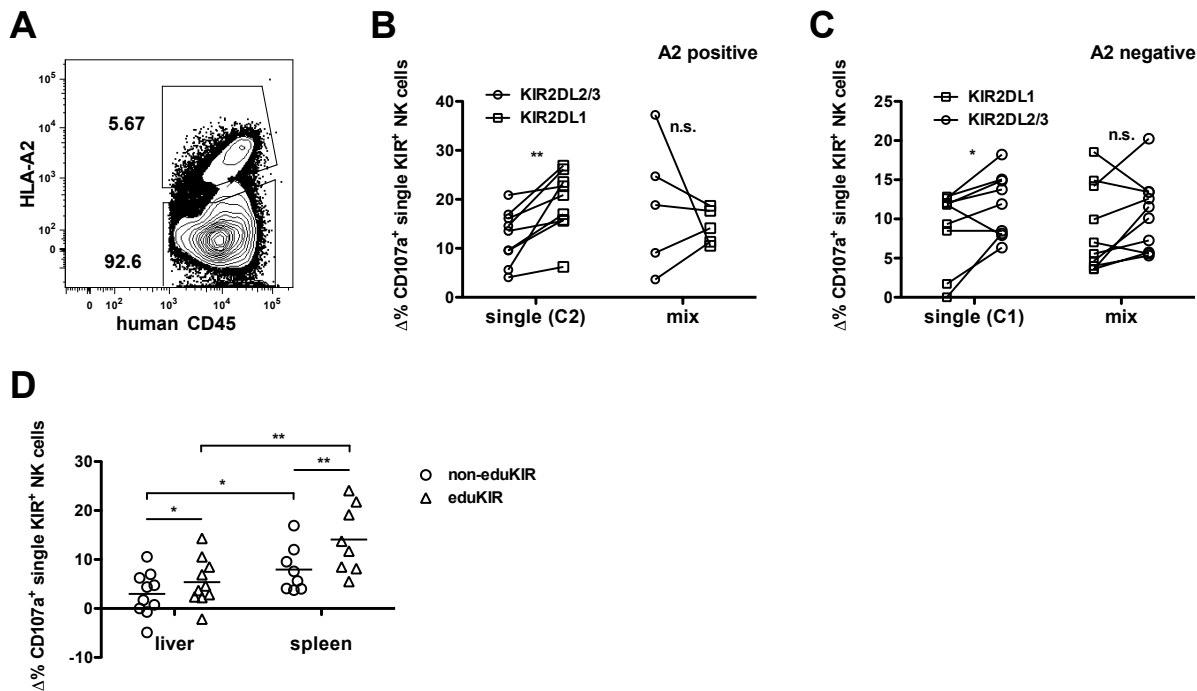 A
HLA-A2
10⁵
10⁴
10³
10²
0
5.67
92.6
0 10² 10³ 10⁴ 10⁵
human CD45
B
A2 positive
Δ% CD107a⁺ single KIR⁺ NK cells
KIR2DL2/3
KIR2DL1
40
30
20
10
0
**
n.s.
single (C2) mix
C
A2 negative
Δ% CD107a⁺ single KIR⁺ NK cells
KIR2DL1
KIR2DL2/3
25
20
15
10
5
0
*
n.s.
single (C1) mix
D
Δ% CD107a⁺ single KIR⁺ NK cells
30
20
10
0
-10
*
*
**
**
liver spleen
non-eduKIR
eduKIR